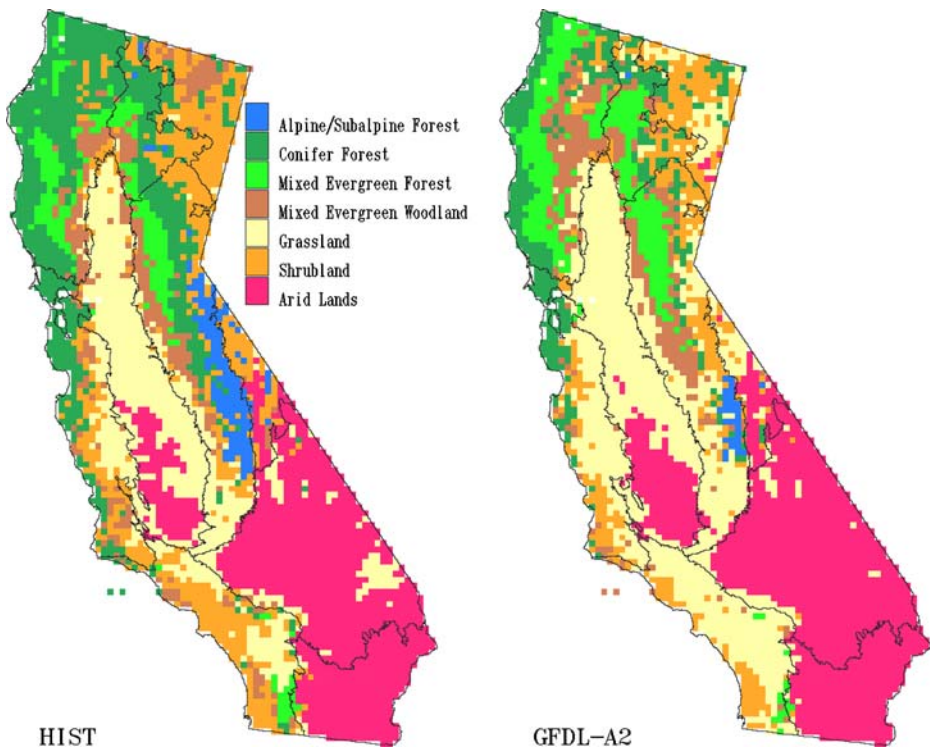 Alpine/Subalpine Forest
Conifer Forest
Mixed Evergreen Forest
Mixed Evergreen Woodland
Grassland
Shrubland
Arid Lands
HIST
GFDL-A2